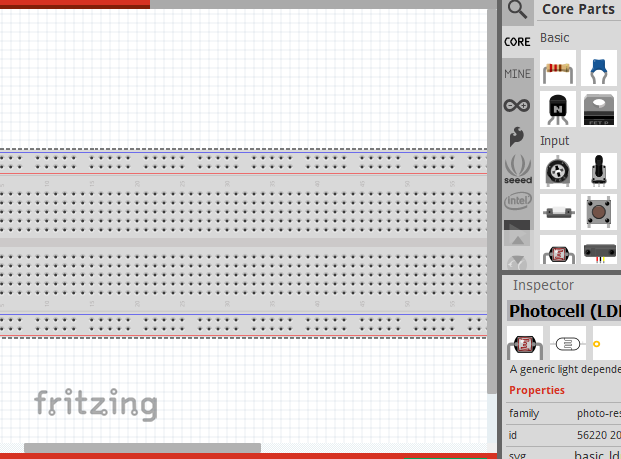 Core Parts
CORE
Basic
MINE
N
Input
seeed
intel
Inspector
Photocell (LD
A generic light depende
Properties
family photo-res
id 56220 20
svg basic_ld
fritzing